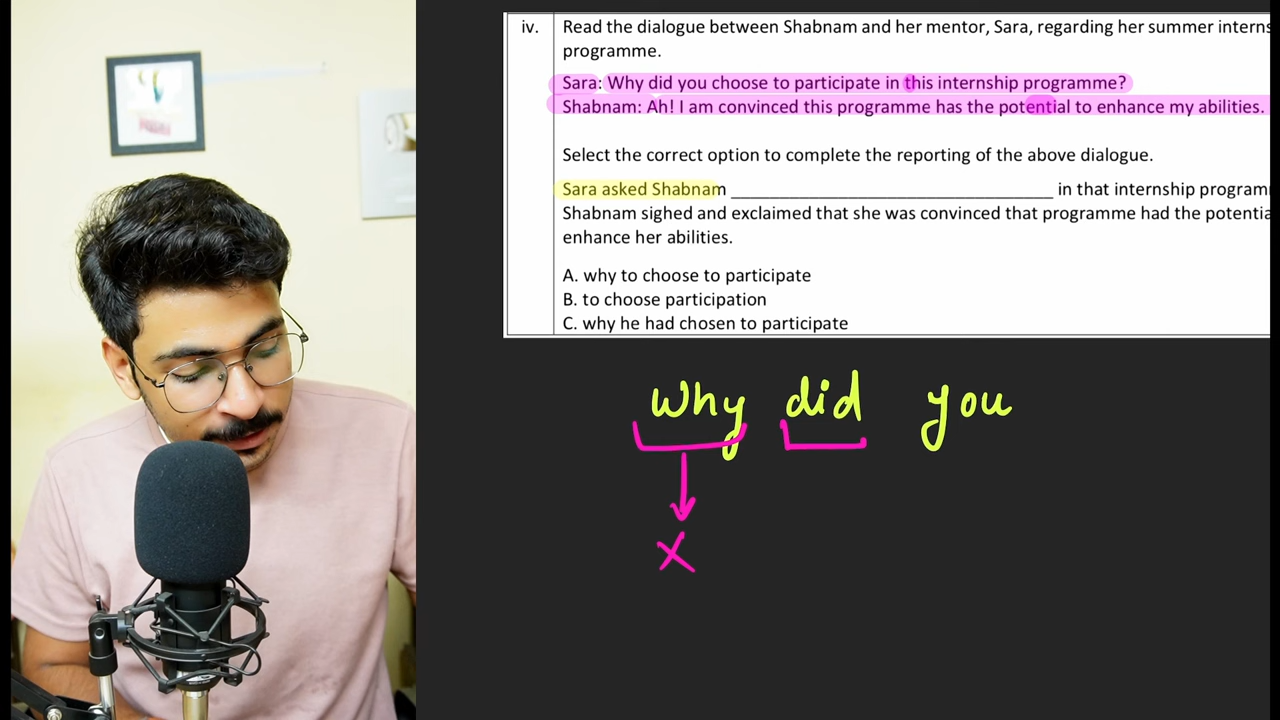 iv. Read the dialogue between Shabnam and her mentor, Sara, regarding her summer interns
programme.
Sara: Why did you choose to participate in this internship programme?
Shabnam: Ah! I am convinced this programme has the potential to enhance my abilities.
Select the correct option to complete the reporting of the above dialogue.
Sara asked Shabnam ______________________________ in that internship program
Shabnam sighed and exclaimed that she was convinced that programme had the potentia
enhance her abilities.
A. why to choose to participate
B. to choose participation
C. why he had chosen to participate
Why did you
X